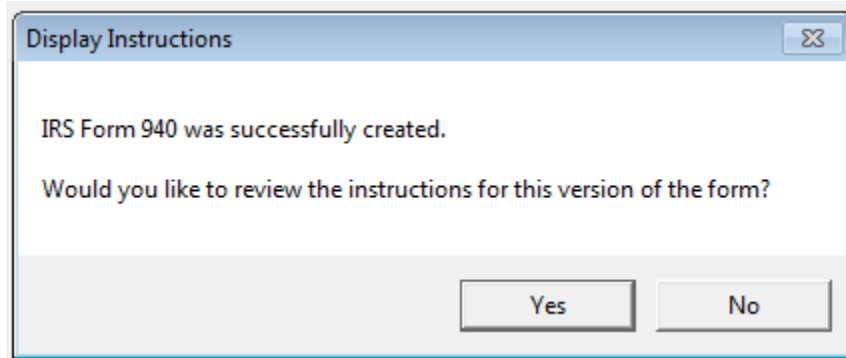 Display Instructions
IRS Form 940 was successfully created.
Would you like to review the instructions for this version of the form?
Yes
No